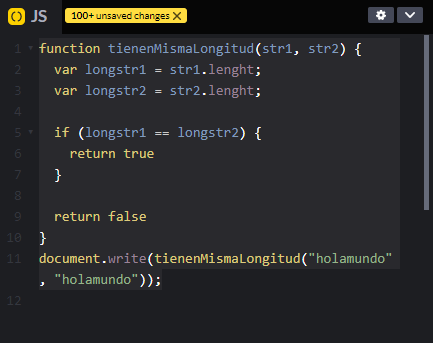 JS
100+ unsaved changes X
1 function tienenMismaLongitud(str1, str2) {
2 var longstr1 = str1.lenght;
3 var longstr2 = str2.lenght;
4
5 if (longstr1 == longstr2) {
6 return true
7 }
8
9 return false
10 }
11 document.write(tienenMismaLongitud("holamundo"
, "holamundo"));
12